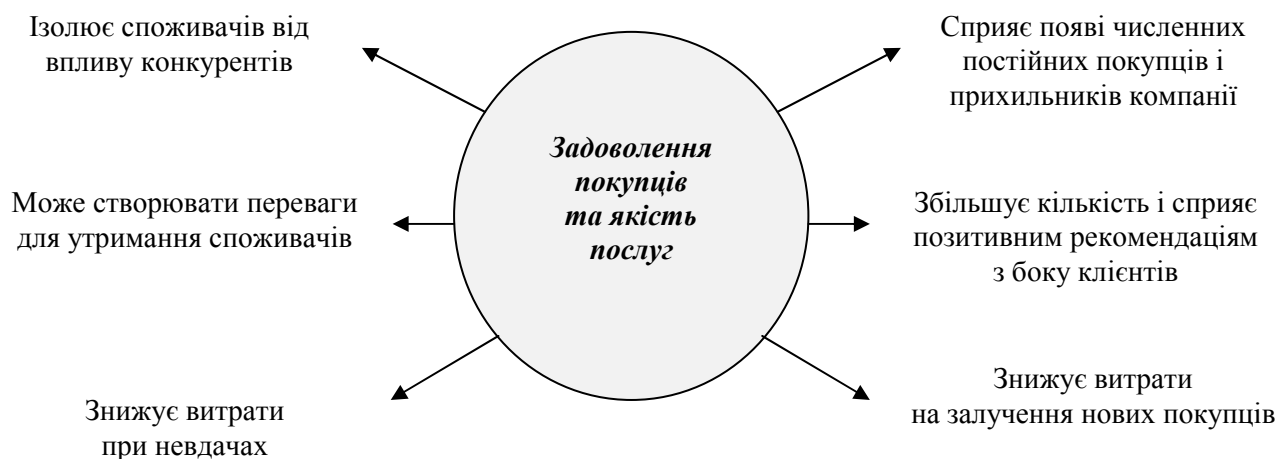 Ізолює споживачів від
впливу конкурентів
Сприяє появі численних
постійних покупців і
прихильників компанії
Задоволення
покупців
та якість
послуг
Може створювати переваги
для утримання споживачів
Збільшує кількість і сприяє
позитивним рекомендаціям
з боку клієнтів
Знижує витрати
при невдачах
Знижує витрати
на залучення нових покупців